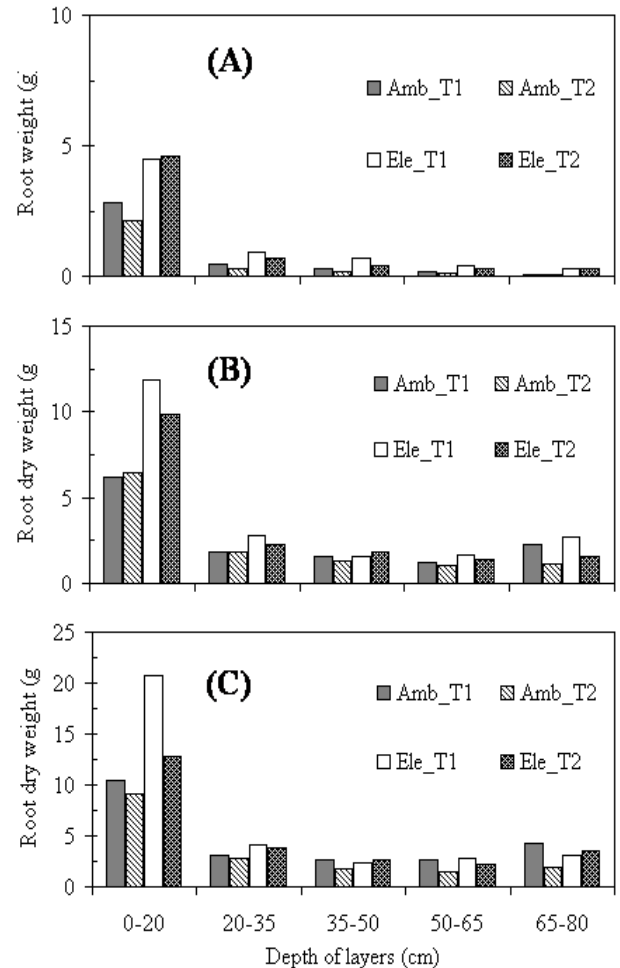 10
(A)
Amb_T1 Amb_T2
5
Ele_T1 Ele_T2
0
Root weight (g
15
(B)
Amb_T1 Amb_T2
10
Ele_T1 Ele_T2
5
0
Root dry weight (g
25
(C)
Amb_T1 Amb_T2
20
15
Ele_T1 Ele_T2
10
5
0
Root dry weight (g
0-20 20-35 35-50 50-65 65-80
Depth of layers (cm)